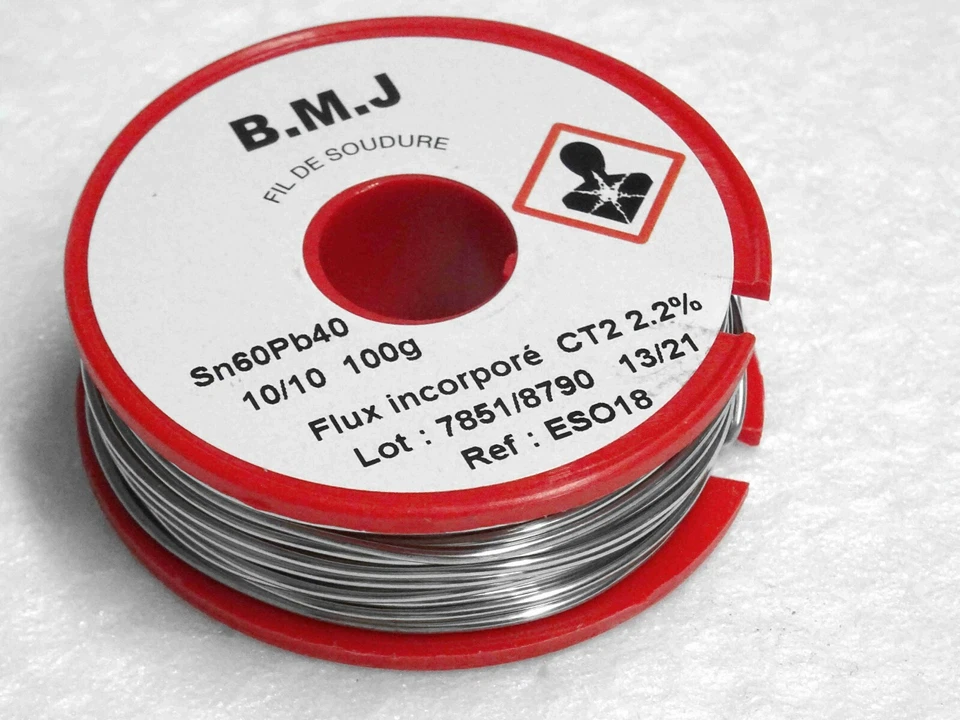 B.M.J
FIL DE SOUDURE
Sn60Pb40
10/10 100g
Flux incorporé CT2 2.2%
Lot : 7851/8790 13/21
Ref : ESO18